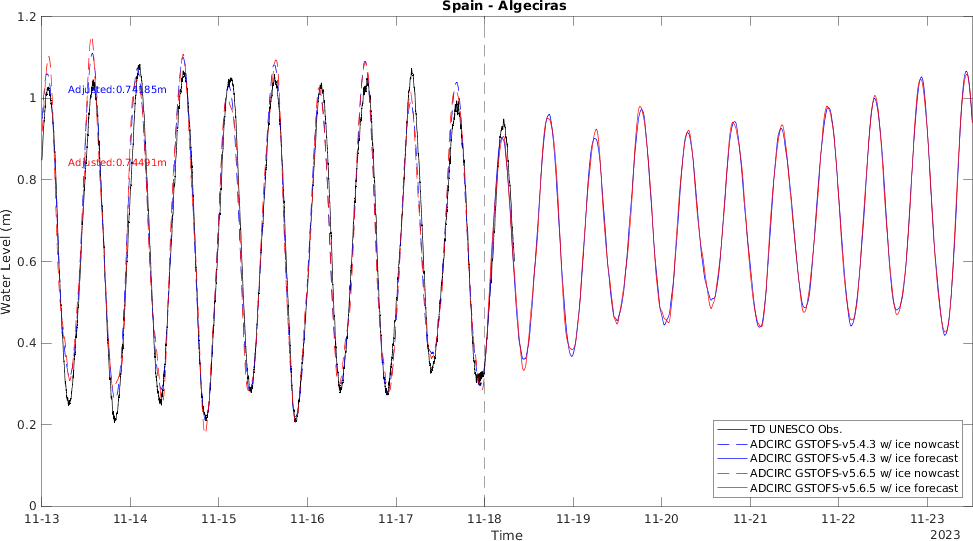 Spain - Algeciras
1.2
1
0.8
0.6
0.4
0.2
0
Water Level (m)
Adjusted:0.74185m
Adjusted:0.74491m
TD UNESCO Obs.
ADCIRC GSTOFS-v5.4.3 w/ ice nowcast
ADCIRC GSTOFS-v5.4.3 w/ ice forecast
ADCIRC GSTOFS-v5.6.5 w/ ice nowcast
ADCIRC GSTOFS-v5.6.5 w/ ice forecast
11-13 11-14 11-15 11-16 11-17 11-18 11-19 11-20 11-21 11-22 11-23
Time
2023